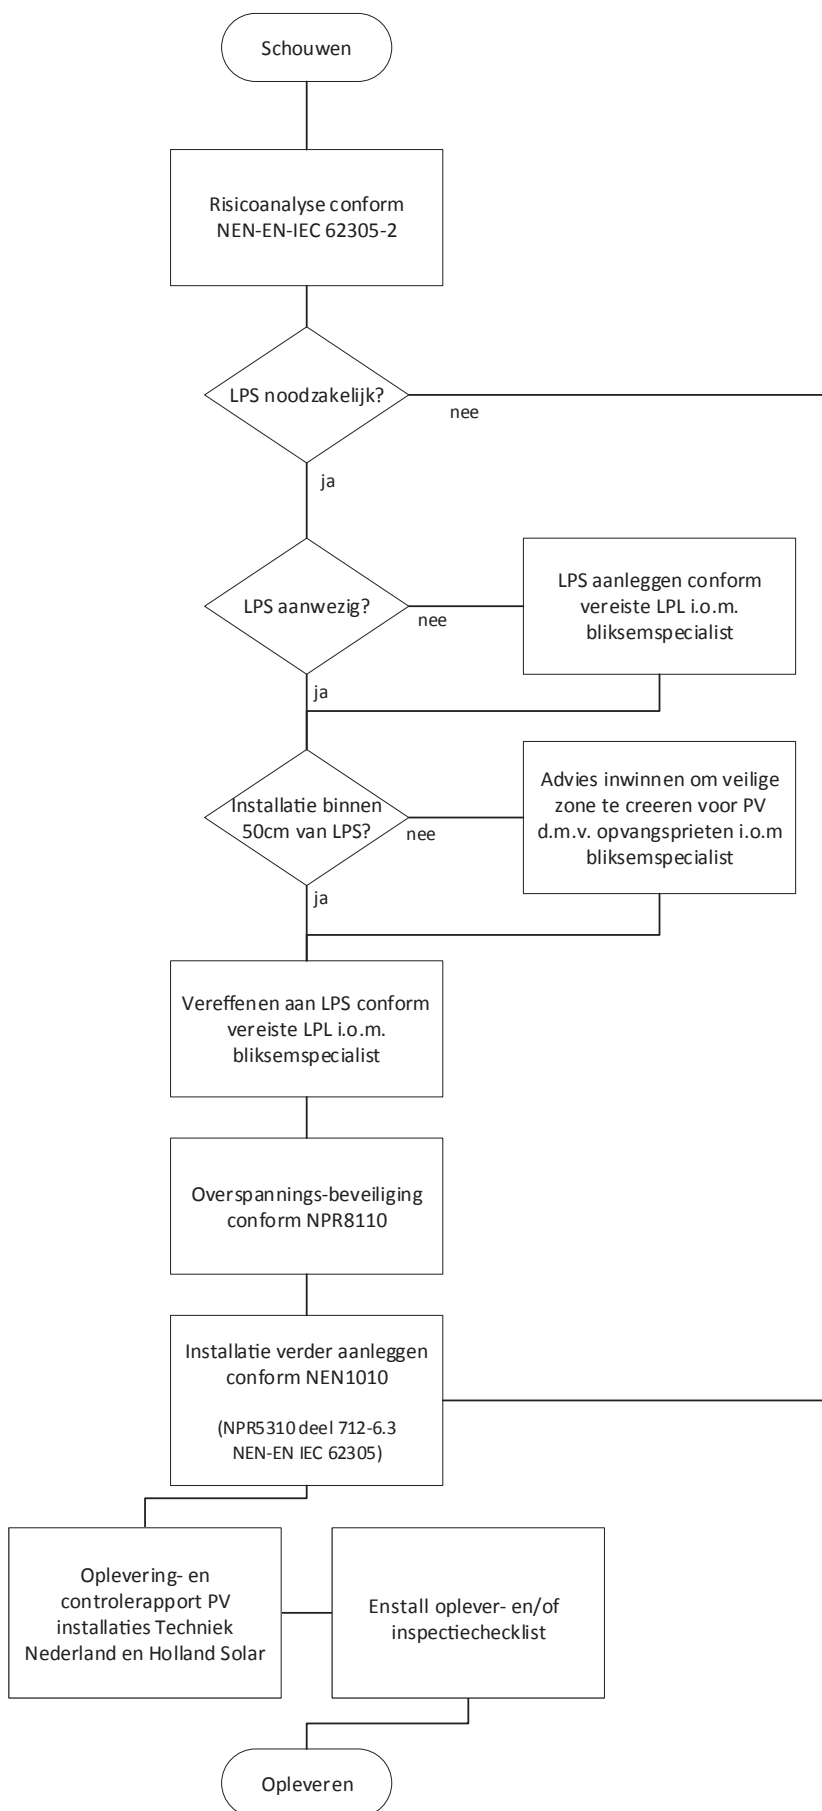 Schouwen
Risicoanalyse conform
NEN-EN-IEC 62305-2
LPS noodzakelijk?
nee
ja
LPS aanwezig?
nee
LPS aanleggen conform
vereiste LPL i.o.m.
bliksemspecialist
ja
Installatie binnen
50cm van LPS?
nee
Advies inwinnen om veilige
zone te creeren voor PV
d.m.v. opvangsprieten i.o.m
bliksemspecialist
ja
Vereffenen aan LPS conform
vereiste LPL i.o.m.
bliksemspecialist
Overspannings-beveiliging
conform NPR8110
Installatie verder aanleggen
conform NEN1010
(NPR5310 deel 712-6.3
NEN-EN IEC 62305)
Oplevering- en
controlerapport PV
installaties Techniek
Nederland en Holland Solar
Enstall oplever- en/of
inspectiechecklist
Opleveren